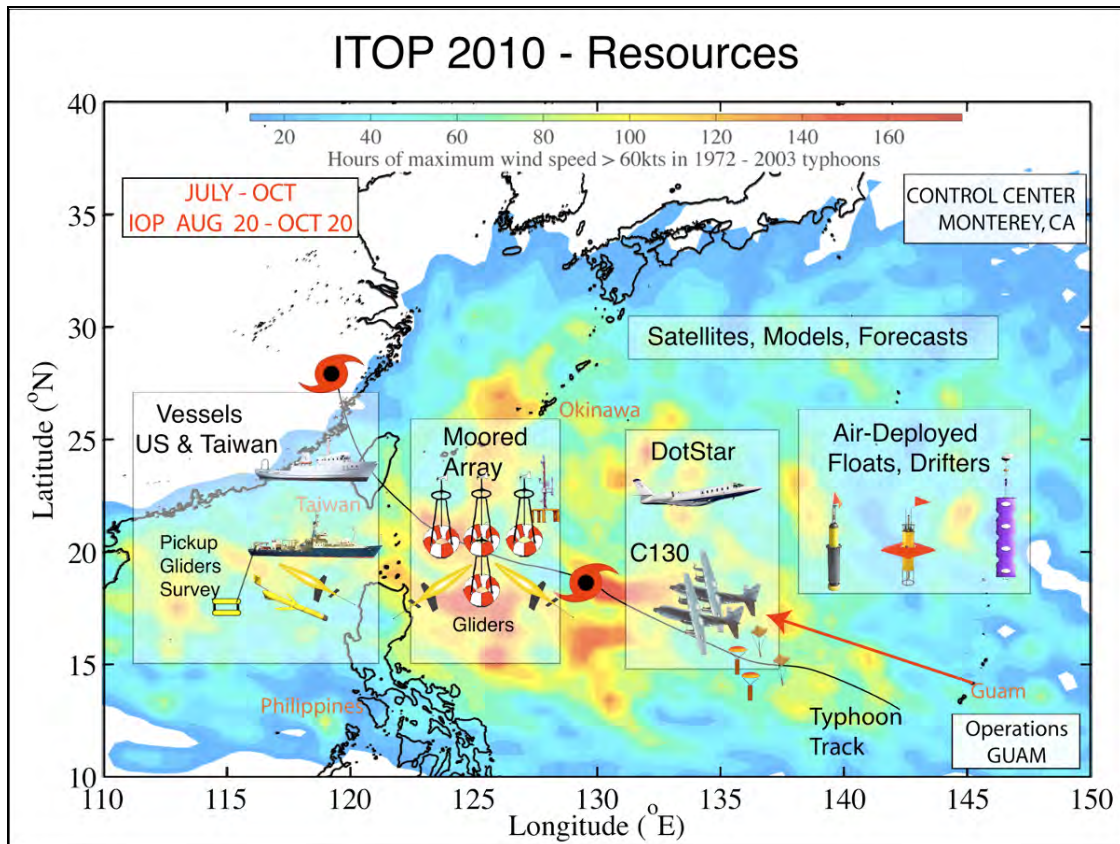 ITOP 2010 - Resources
40
20 40 60 80 100 120 140 160
Hours of maximum wind speed > 60kts in 1972 - 2003 typhoons
JULY - OCT
IOP AUG 20 - OCT 20
CONTROL CENTER
MONTEREY, CA
35
30
Satellites, Models, Forecasts
Latitude (°N)
25
Vessels
US & Taiwan
Okinawa
Moored
Array
DotStar
Air-Deployed
Floats, Drifters
Taiwan
20
Pickup
Gliders
Survey
C130
Gliders
15
Philippines
Guam
Typhoon
Track
Operations
GUAM
10
110 115 120 125 130 135 140 145 150
Longitude (°E)